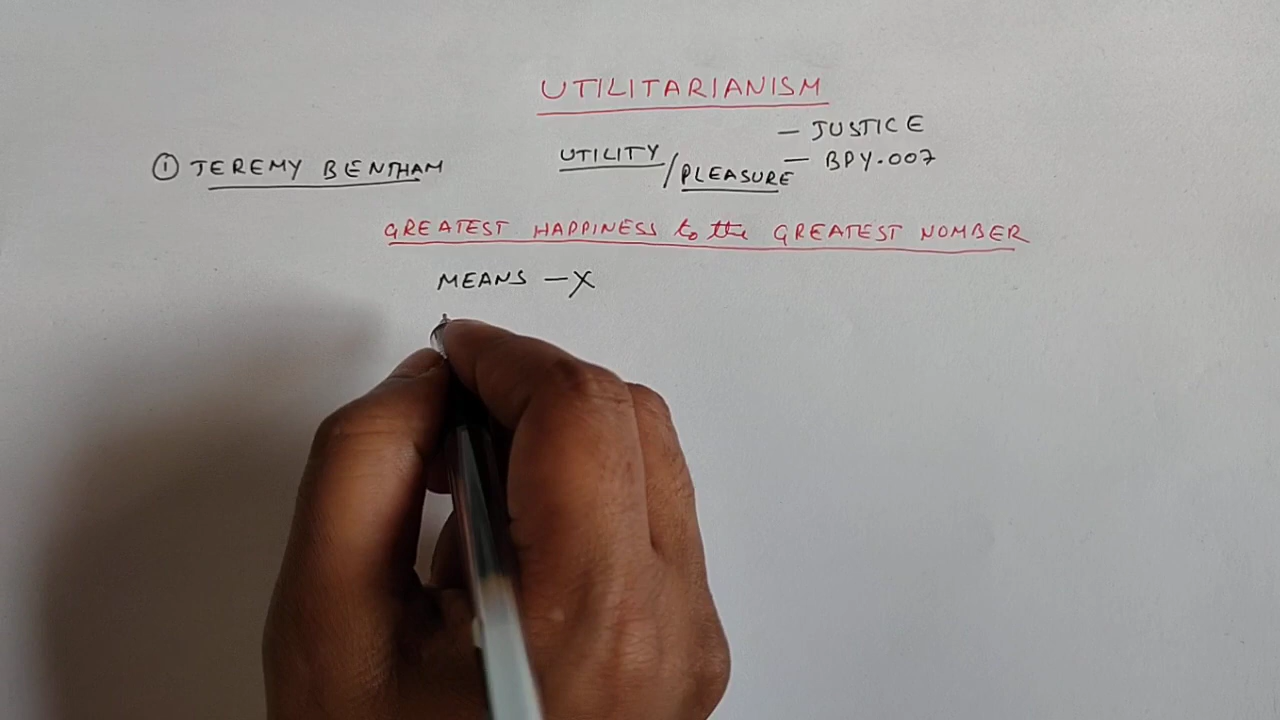 UTILITARIANISM
— JUSTICE
① JEREMY BENTHAM UTILITY / PLEASURE — BPY.007
GREATEST HAPPINESS to the GREATEST NUMBER
MEANS — X